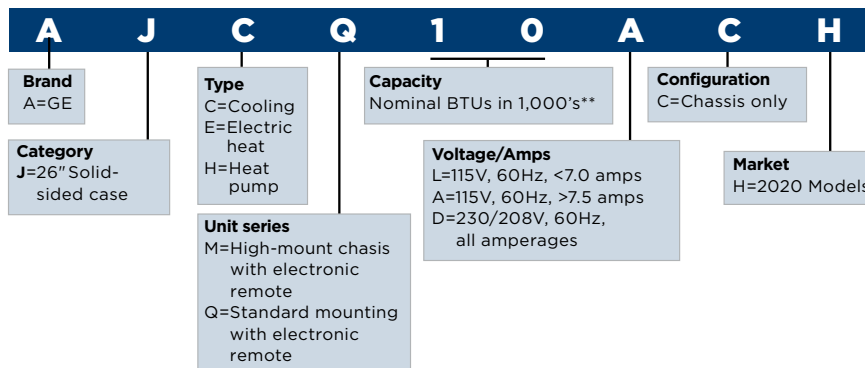 A J C Q 1 0 A C H
Brand
A=GE
Category
J=26" Solid-
sided case
Type
C=Cooling
E=Electric
heat
H=Heat
pump
Unit series
M=High-mount chasis
with electronic
remote
Q=Standard mounting
with electronic
remote
Capacity
Nominal BTUs in 1,000's**
Voltage/Amps
L=115V, 60Hz, <7.0 amps
A=115V, 60Hz, >7.5 amps
D=230/208V, 60Hz,
all amperages
Configuration
C=Chassis only
Market
H=2020 Models